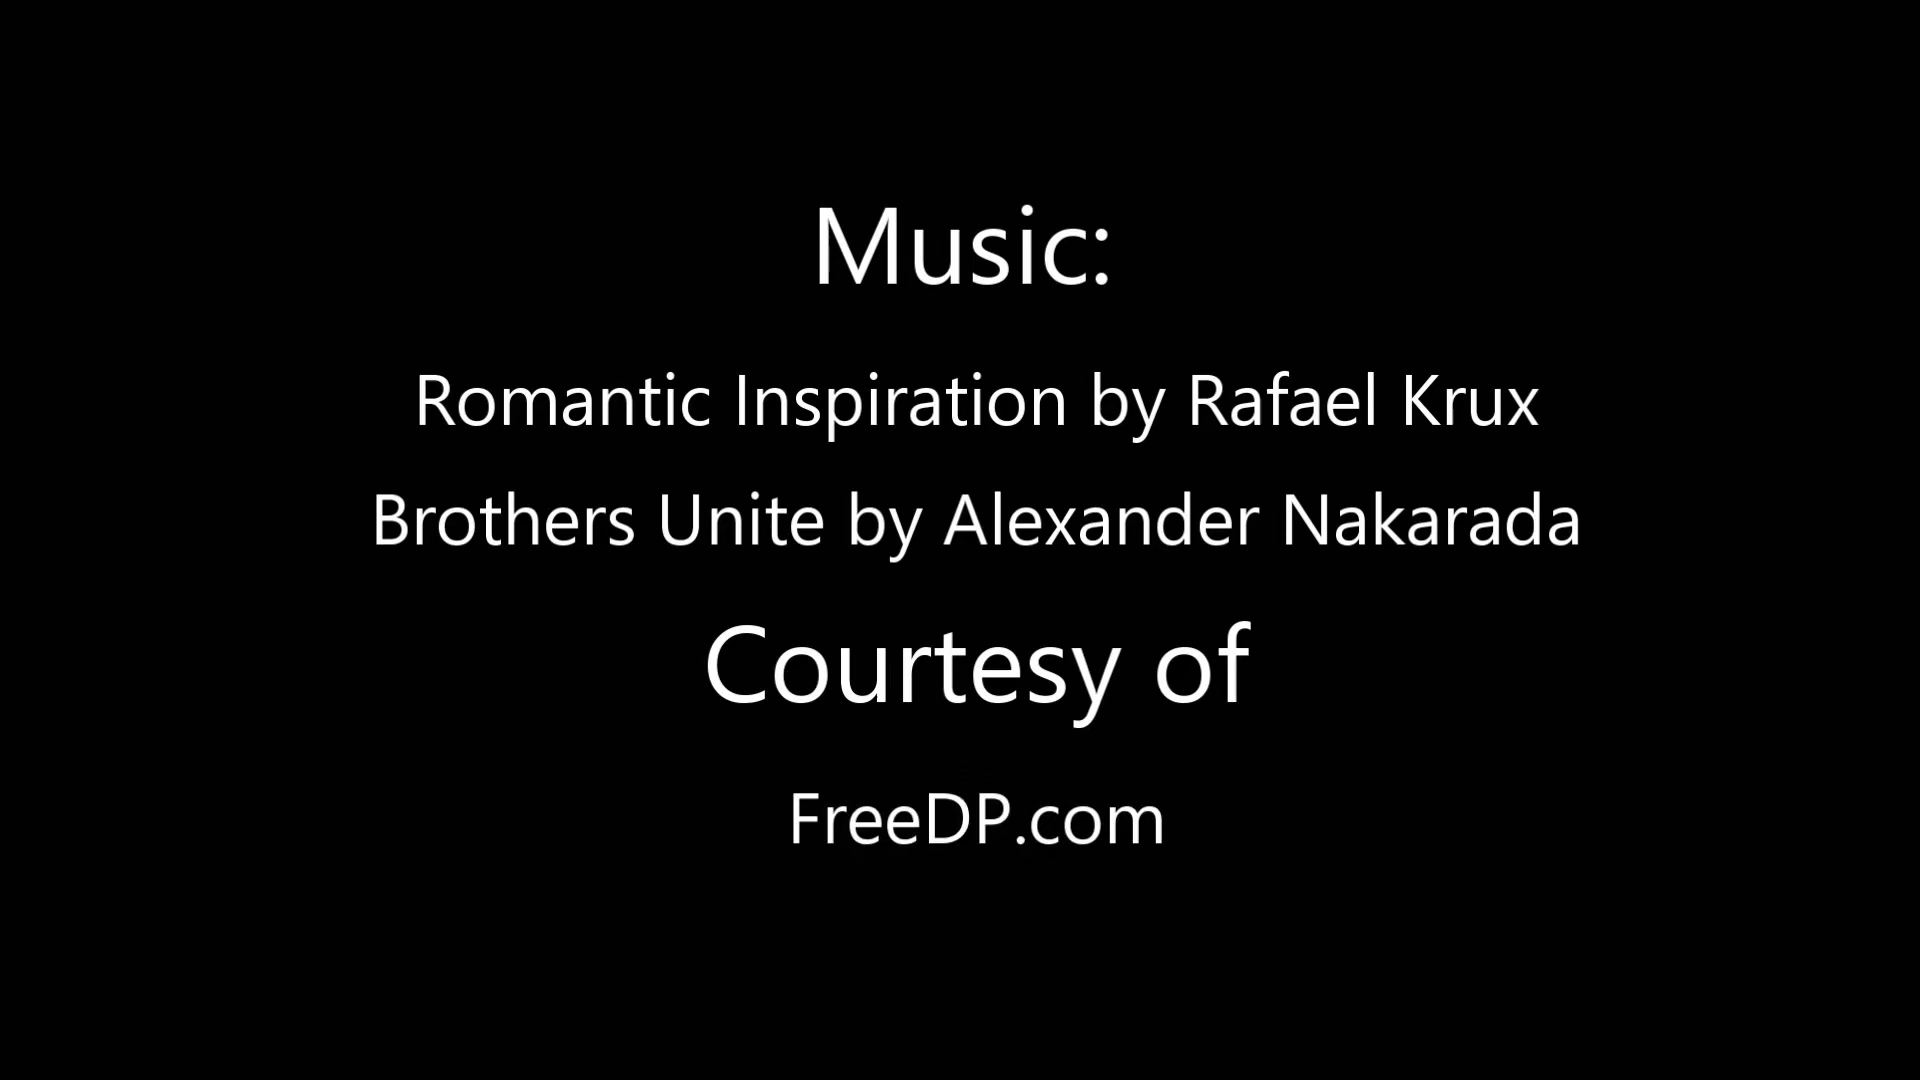 Music:
Romantic Inspiration by Rafael Krux
Brothers Unite by Alexander Nakarada
Courtesy of
FreeDP.com